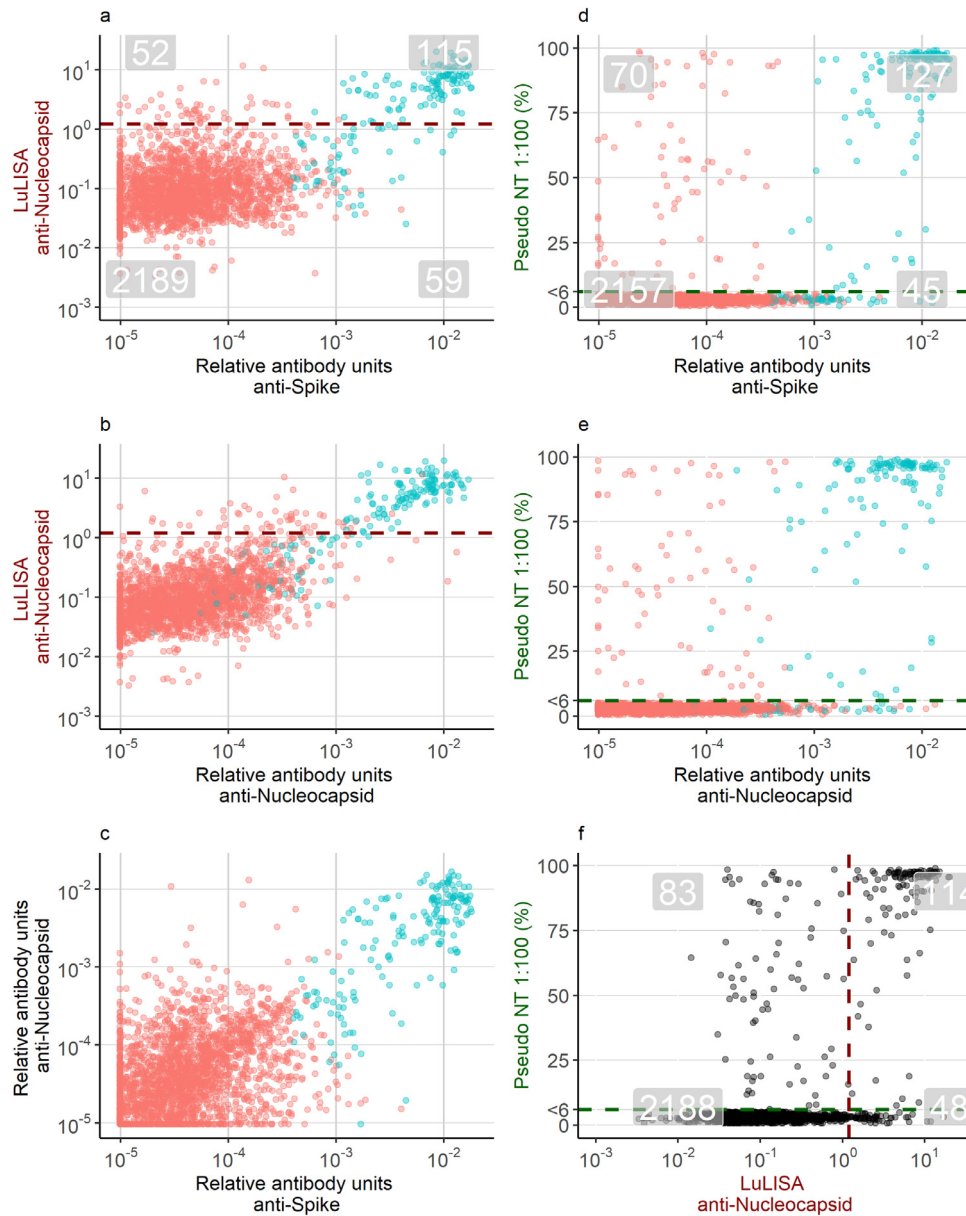 a
52
115
10^1
10^0
10^-1
10^-2
10^-3
2189
59
LuLISA
anti-Nucleocapsid
10^-5
10^-4
10^-3
10^-2
Relative antibody units
anti-Spike
d
70
127
100
75
50
25
<6
0
2157
45
Pseudo NT 1:100 (%)
10^-5
10^-4
10^-3
10^-2
Relative antibody units
anti-Spike
b
10^1
10^0
10^-1
10^-2
10^-3
LuLISA
anti-Nucleocapsid
10^-5
10^-4
10^-3
10^-2
Relative antibody units
anti-Nucleocapsid
e
100
75
50
25
<6
0
Pseudo NT 1:100 (%)
10^-5
10^-4
10^-3
10^-2
Relative antibody units
anti-Nucleocapsid
c
10^-2
10^-3
10^-4
10^-5
Relative antibody units
anti-Nucleocapsid
10^-5
10^-4
10^-3
10^-2
Relative antibody units
anti-Spike
f
83
114
100
75
50
25
<6
0
2188
48
Pseudo NT 1:100 (%)
10^-3
10^-2
10^-1
10^0
10^1
LuLISA
anti-Nucleocapsid